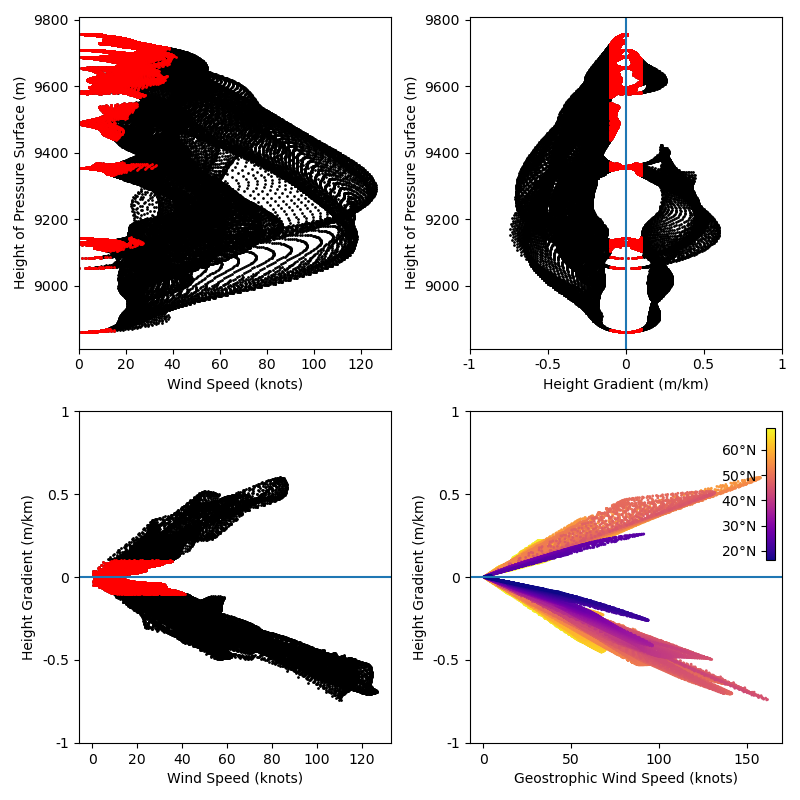 9800
9600
9400
9200
9000
Height of Pressure Surface (m)
0 20 40 60 80 100 120
Wind Speed (knots)
9800
9600
9400
9200
9000
Height of Pressure Surface (m)
-1 -0.5 0 0.5 1
Height Gradient (m/km)
1
0.5
0
-0.5
-1
Height Gradient (m/km)
0 20 40 60 80 100 120
Wind Speed (knots)
1
0.5
0
-0.5
-1
Height Gradient (m/km)
60°N
50°N
40°N
30°N
20°N
0 50 100 150
Geostrophic Wind Speed (knots)